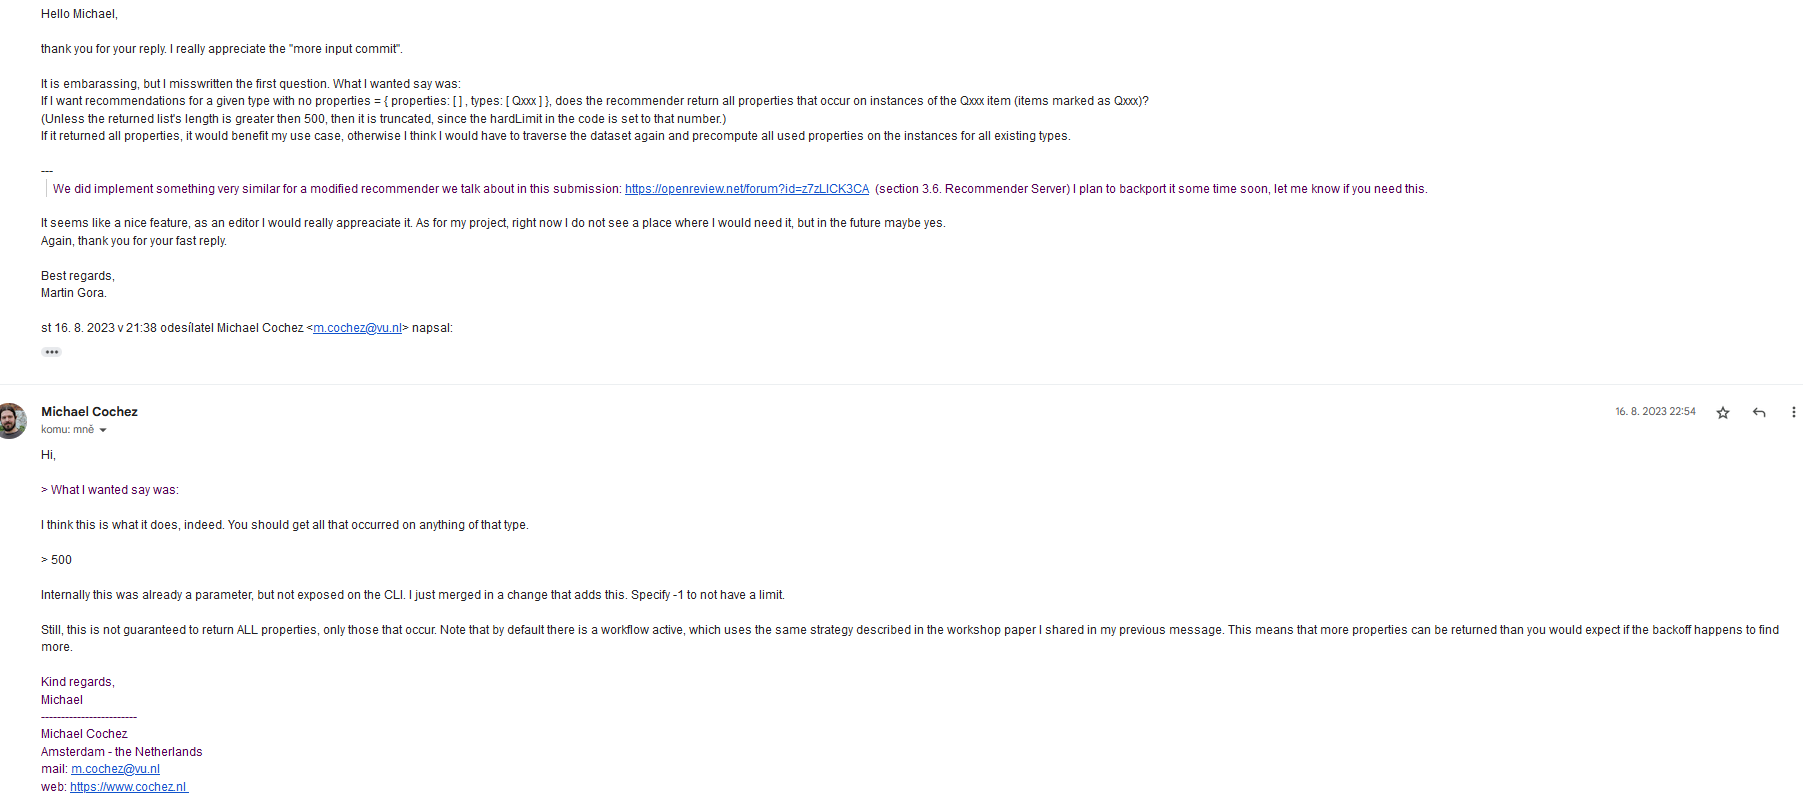 Hello Michael,
thank you for your reply. I really appreciate the "more input commit".
It is embarassing, but I misswritten the first question. What I wanted say was:
If I want recommendations for a given type with no properties = { properties: [ ] , types: [ Qxxx ] }, does the recommender return all properties that occur on instances of the Qxxx item (items marked as Qxxx)?
(Unless the returned list's length is greater then 500, then it is truncated, since the hardLimit in the code is set to that number.)
If it returned all properties, it would benefit my use case, otherwise I think I would have to traverse the dataset again and precompute all used properties on the instances for all existing types.
---
We did implement something very similar for a modified recommender we talk about in this submission: https://openreview.net/forum?id=z7zLICK3CA (section 3.6. Recommender Server) I plan to backport it some time soon, let me know if you need this.
It seems like a nice feature, as an editor I would really appreaciate it. As for my project, right now I do not see a place where I would need it, but in the future maybe yes.
Again, thank you for your fast reply.
Best regards,
Martin Gora.
st 16. 8. 2023 v 21:38 odesílatel Michael Cochez <m.cochez@vu.nl> napsal:
Michael Cochez
16. 8. 2023 22:54
komu: mně
Hi,
> What I wanted say was:
I think this is what it does, indeed. You should get all that occurred on anything of that type.
> 500
Internally this was already a parameter, but not exposed on the CLI. I just merged in a change that adds this. Specify -1 to not have a limit.
Still, this is not guaranteed to return ALL properties, only those that occur. Note that by default there is a workflow active, which uses the same strategy described in the workshop paper I shared in my previous message. This means that more properties can be returned than you would expect if the backoff happens to find
more.
Kind regards,
Michael
------------------------
Michael Cochez
Amsterdam - the Netherlands
mail: m.cochez@vu.nl
web: https://www.cochez.nl